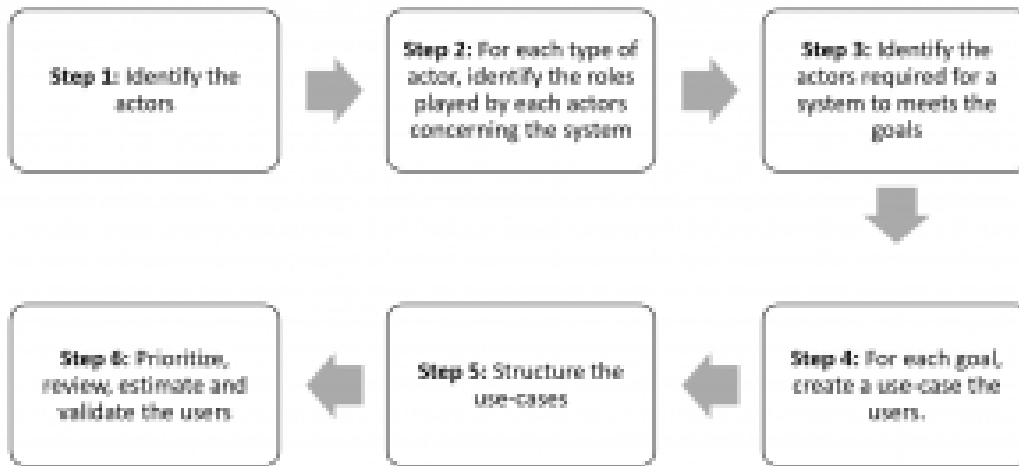 Step 1: Identify the
actors
Step 2: For each type of
actor, identify the roles
played by each actors
concerning the system
Step 3: Identify the
actors required for a
system to meets the
goals
Step 4: For each goal,
create a use-case the
users.
Step 5: Structure the
use-cases
Step 6: Prioritize,
review, estimate and
validate the users